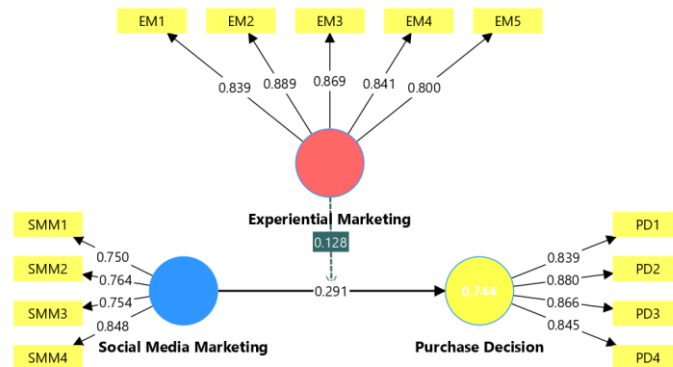 EM1 EM2 EM3 EM4 EM5
0.839 0.889 0.869 0.841 0.800
Experiential Marketing
0.128
SMM1
SMM2
SMM3
SMM4
0.750
0.764
0.754
0.848
Social Media Marketing
0.291
0.744
Purchase Decision
0.839
0.880
0.866
0.845
PD1
PD2
PD3
PD4